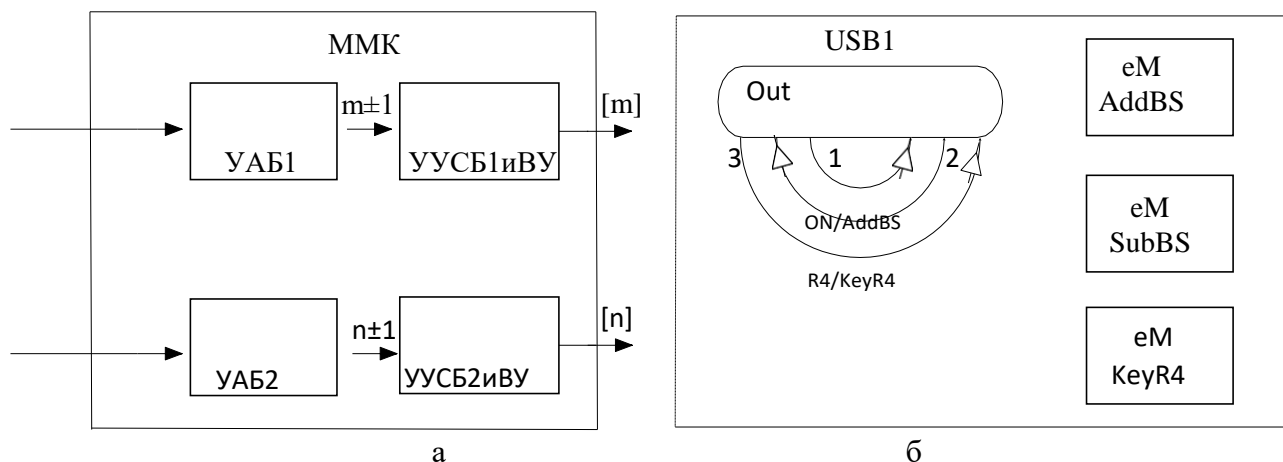 ММК
УАБ1
m±1
УУСБ1иВУ
[m]
УАБ2
n±1
УУСБ2иВУ
[n]
а
USB1
Out
3
1
2
ON/AddBS
R4/KeyR4
eM
AddBS
eM
SubBS
eM
KeyR4
б